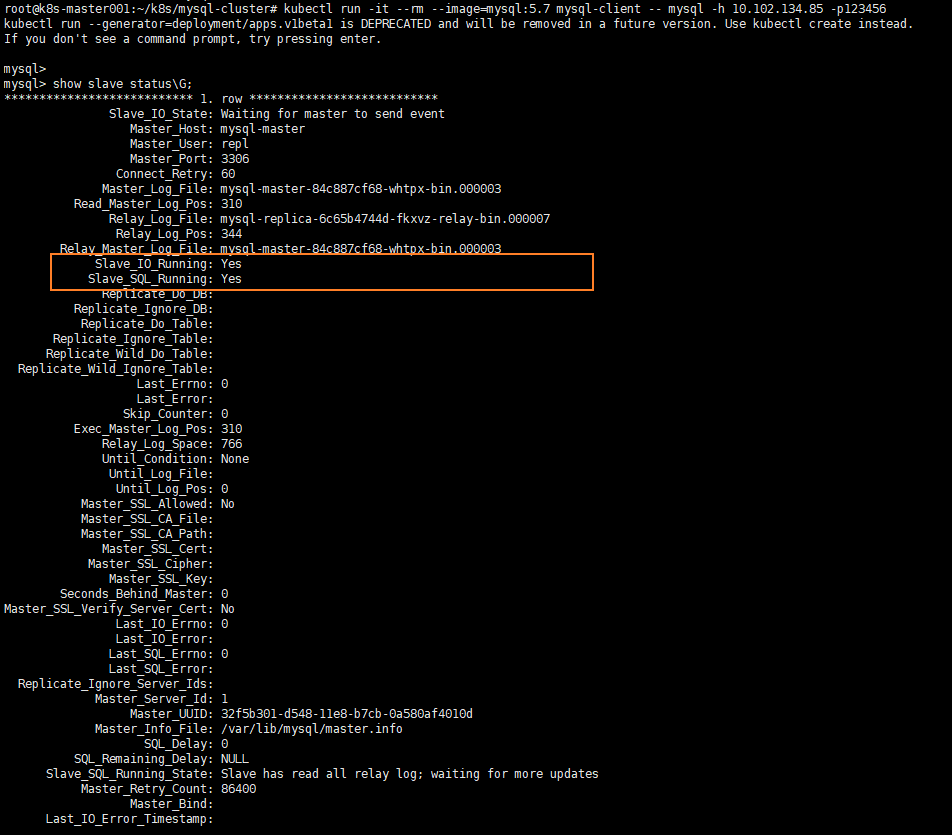 root@k8s-master001:~/k8s/mysql-cluster# kubectl run -it --rm --image=mysql:5.7 mysql-client -- mysql -h 10.102.134.85 -p123456
kubectl run --generator=deployment/apps.v1beta1 is DEPRECATED and will be removed in a future version. Use kubectl create instead.
If you don't see a command prompt, try pressing enter.
mysql>
mysql> show slave status\G;
*************************** 1. row ***************************
Slave_IO_State: Waiting for master to send event
Master_Host: mysql-master
Master_User: repl
Master_Port: 3306
Connect_Retry: 60
Master_Log_File: mysql-master-84c887cf68-whtpx-bin.000003
Read_Master_Log_Pos: 310
Relay_Log_File: mysql-replica-6c65b4744d-fkxvz-relay-bin.000007
Relay_Log_Pos: 344
Relay_Master_Log_File: mysql-master-84c887cf68-whtpx-bin.000003
Slave_IO_Running: Yes
Slave_SQL_Running: Yes
Replicate_Do_DB:
Replicate_Ignore_DB:
Replicate_Do_Table:
Replicate_Ignore_Table:
Replicate_Wild_Do_Table:
Replicate_Wild_Ignore_Table:
Last_Errno: 0
Last_Error:
Skip_Counter: 0
Exec_Master_Log_Pos: 310
Relay_Log_Space: 766
Until_Condition: None
Until_Log_File:
Until_Log_Pos: 0
Master_SSL_Allowed: No
Master_SSL_CA_File:
Master_SSL_CA_Path:
Master_SSL_Cert:
Master_SSL_Cipher:
Master_SSL_Key:
Seconds_Behind_Master: 0
Master_SSL_Verify_Server_Cert: No
Last_IO_Errno: 0
Last_IO_Error:
Last_SQL_Errno: 0
Last_SQL_Error:
Replicate_Ignore_Server_Ids:
Master_Server_Id: 1
Master_UUID: 32f5b301-d548-11e8-b7cb-0a580af4010d
Master_Info_File: /var/lib/mysql/master.info
SQL_Delay: 0
SQL_Remaining_Delay: NULL
Slave_SQL_Running_State: Slave has read all relay log; waiting for more updates
Master_Retry_Count: 86400
Master_Bind:
Last_IO_Error_Timestamp: